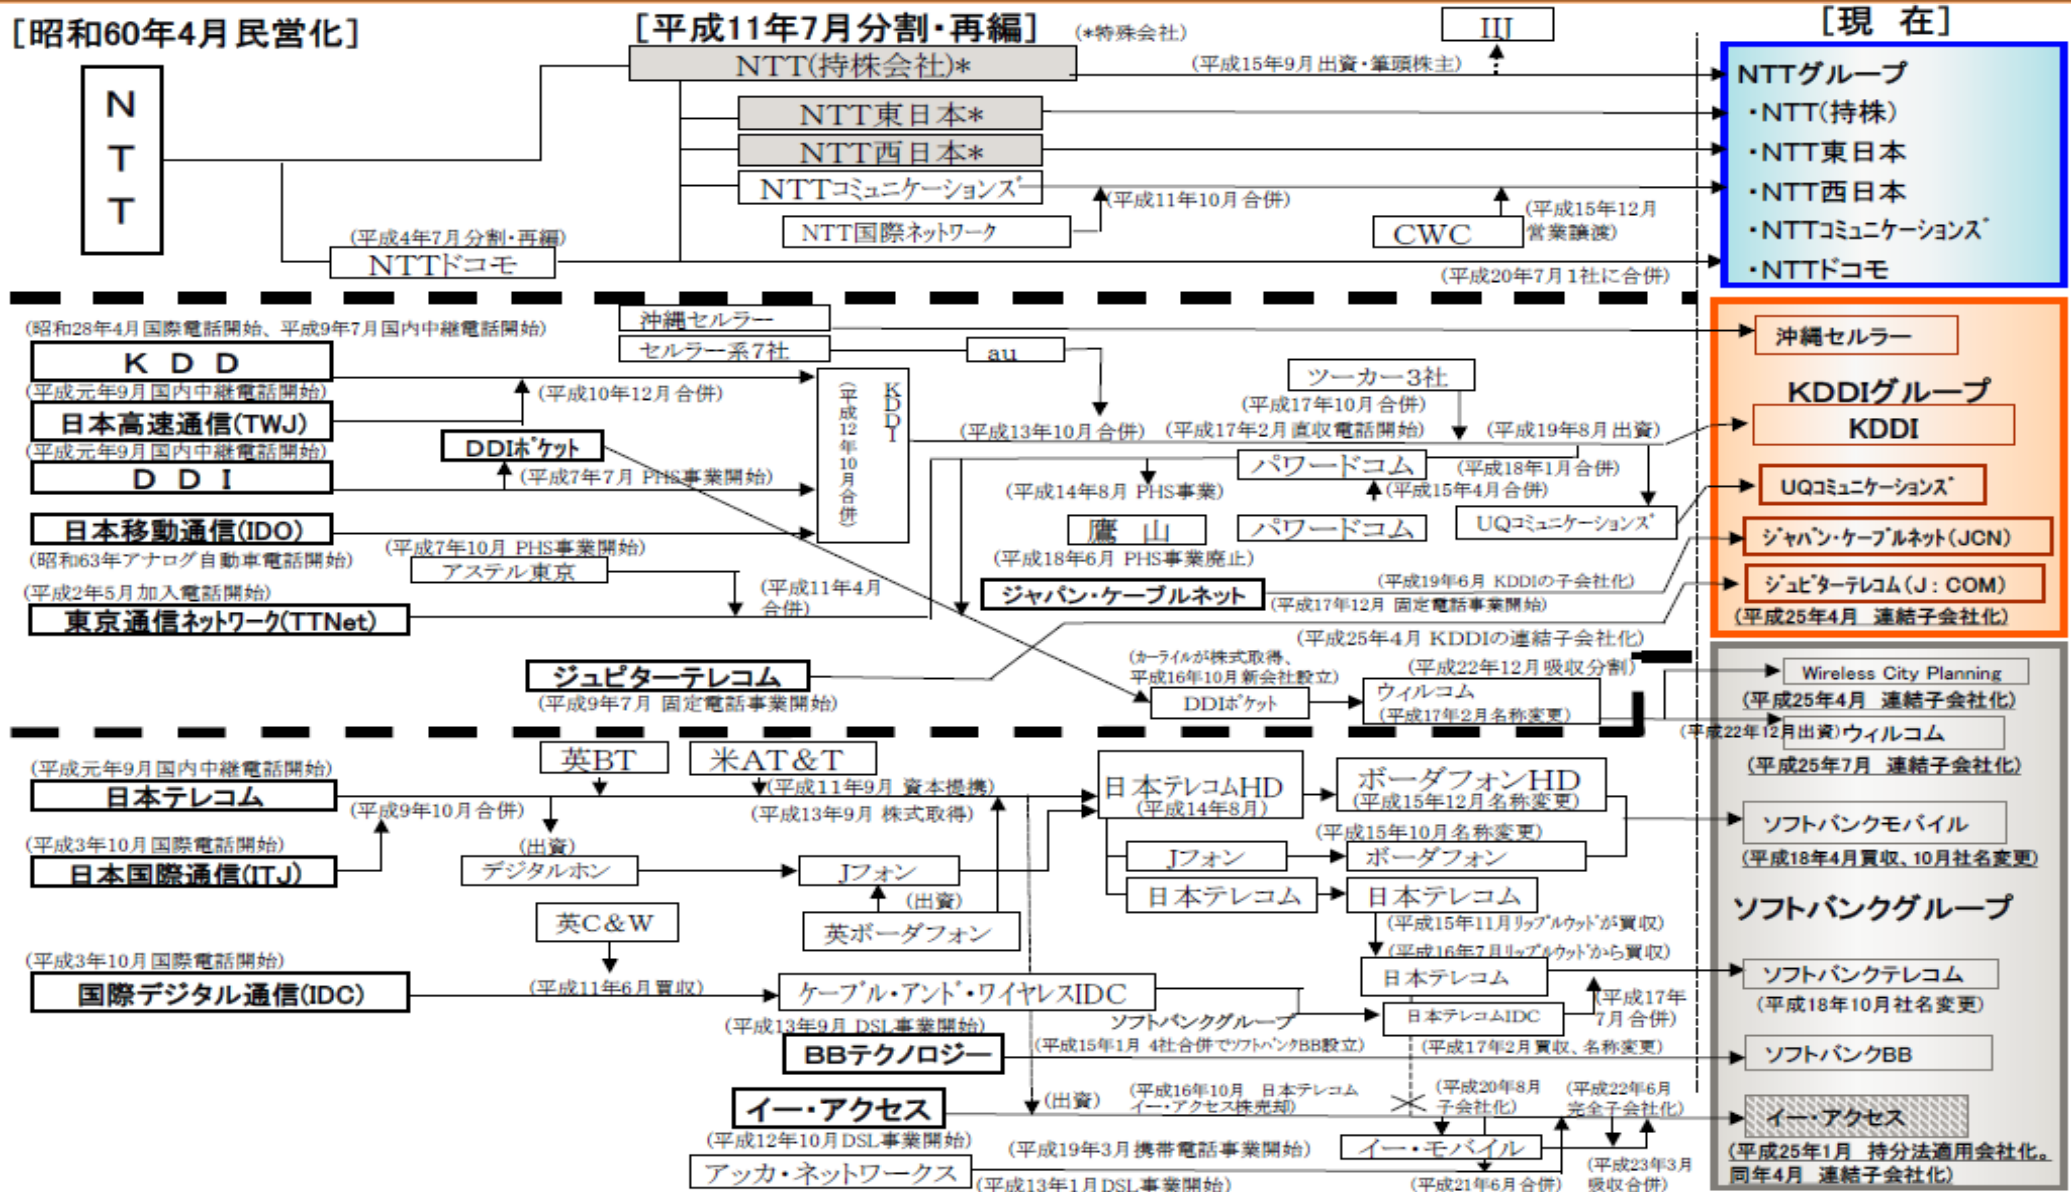 [昭和60年4月民営化]
[平成11年7月分割・再編]
(*特殊会社)
IIJ
[現 在]
NTT
NTT(持株会社)*
(平成15年9月出資・筆頭株主)
NTT東日本*
NTT西日本*
NTTコミュニケーションズ
(平成11年10月合併)
NTT国際ネットワーク
CWC
(平成15年12月
営業譲渡)
(平成4年7月分割・再編)
NTTドコモ
(平成20年7月1社に合併)
NTTグループ
・NTT(持株)
・NTT東日本
・NTT西日本
・NTTコミュニケーションズ
・NTTドコモ
(昭和28年4月国際電話開始、平成9年7月国内中継電話開始)
沖縄セルラー
セルラー系7社
au
KDD
(平成元年9月国内中継電話開始)
(平成10年12月合併)
日本高速通信(TWJ)
(平成元年9月国内中継電話開始)
DDIポケット
DDI
(平成7年7月 PHS事業開始)
日本移動通信(IDO)
(昭和63年アナログ自動車電話開始)
KDDI
(平成12年10月合併)
ツーカー3社
(平成17年10月合併)
(平成13年10月合併)
(平成17年2月直収電話開始)
(平成19年8月出資)
パワードコム
(平成18年1月合併)
(平成14年8月 PHS事業)
(平成15年4月合併)
鷹山
パワードコム
UQコミュニケーションズ
(平成18年6月 PHS事業廃止)
(平成7年10月 PHS事業開始)
アステル東京
(平成11年4月
合併)
(平成2年5月加入電話開始)
東京通信ネットワーク(TTNet)
ジャパン・ケーブルネット
(平成19年6月 KDDIの子会社化)
(平成17年12月 固定電話事業開始)
(平成25年4月 KDDIの連結子会社化)
ジュピターテレコム
(平成9年7月 固定電話事業開始)
(カーライルが株式取得、
平成16年10月新会社設立)
DDIポケット
(平成22年12月吸収分割)
ウィルコム
(平成17年2月名称変更)
沖縄セルラー
KDDIグループ
KDDI
UQコミュニケーションズ
ジャパン・ケーブルネット(JCN)
ジュピターテレコム(J:COM)
(平成25年4月 連結子会社化)
Wireless City Planning
(平成25年4月 連結子会社化)
(平成22年12月出資)
ウィルコム
(平成25年7月 連結子会社化)
(平成元年9月国内中継電話開始)
日本テレコム
英BT
米AT&T
(平成11年9月 資本提携)
(平成13年9月 株式取得)
(平成9年10月合併)
(平成3年10月国際電話開始)
日本国際通信(ITJ)
(出資)
デジタルホン
Jフォン
(出資)
英ボーダフォン
日本テレコムHD
(平成14年8月)
ボーダフォンHD
(平成15年12月名称変更)
(平成15年10月名称変更)
Jフォン
ボーダフォン
日本テレコム
日本テレコム
(平成15年11月リップルウッドが買収)
(平成16年7月リップルウッドから買収)
日本テレコム
英C&W
(平成3年10月国際電話開始)
国際デジタル通信(IDC)
(平成11年6月買収)
ケーブル・アンド・ワイヤレスIDC
日本テレコムIDC
(平成17年
7月合併)
(平成17年2月買収、名称変更)
(平成13年9月 DSL事業開始)
BBテクノロジー
ソフトバンクグループ
(平成15年1月 4社合併でソフトバンクBB設立)
イー・アクセス
(平成12年10月DSL事業開始)
(出資)
(平成16年10月 日本テレコム
イー・アクセス株売却)
(平成20年8月
子会社化)
(平成22年6月
完全子会社化)
(平成19年3月携帯電話事業開始)
イー・モバイル
アッカ・ネットワークス
(平成13年1月DSL事業開始)
(平成21年6月合併)
(平成23年3月
吸収合併)
ソフトバンクモバイル
(平成18年4月買収、10月社名変更)
ソフトバンクグループ
ソフトバンクテレコム
(平成18年10月社名変更)
ソフトバンクBB
イー・アクセス
(平成25年1月 持分法適用会社化。
同年4月 連結子会社化)